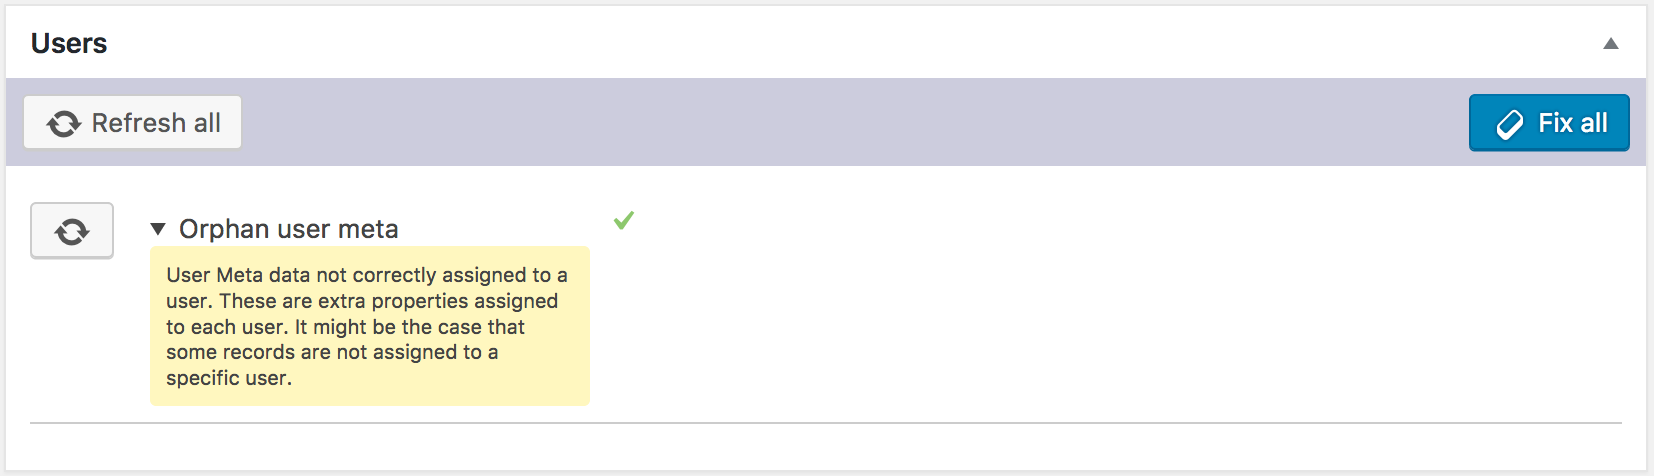 Users
Refresh all
Fix all
Orphan user meta
User Meta data not correctly assigned to a
user. These are extra properties assigned
to each user. It might be the case that
some records are not assigned to a
specific user.